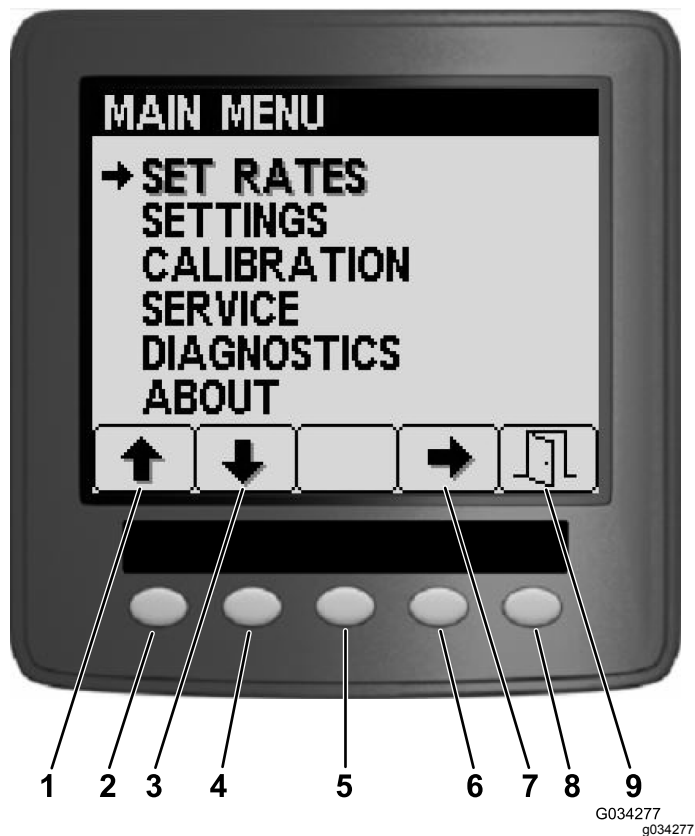 MAIN MENU
SET RATES
SETTINGS
CALIBRATION
SERVICE
DIAGNOSTICS
ABOUT
1 2 3 4 5 6 7 8 9
G034277
g034277